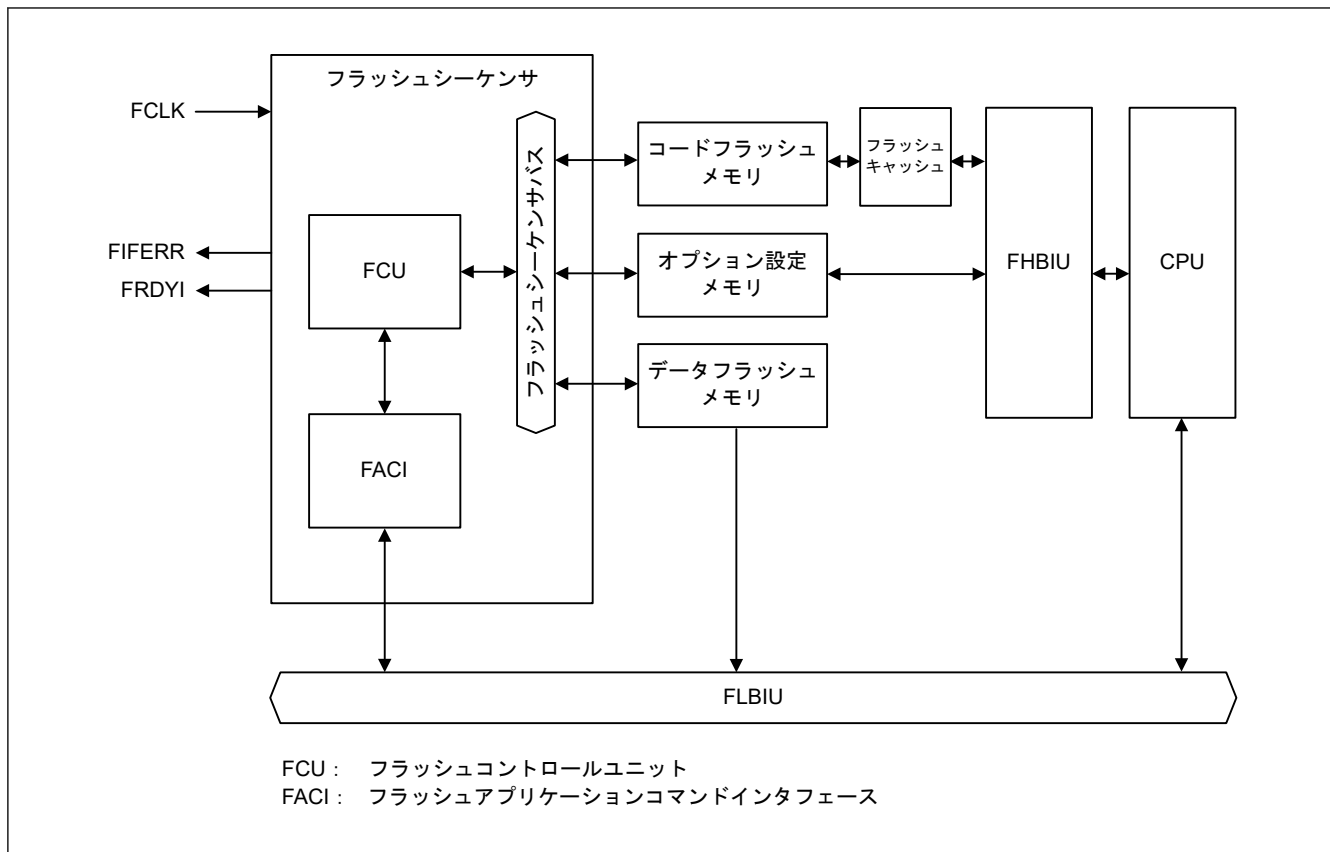 フラッシュシーケンサ
FCLK
FIFERR
FRDYI
FCU
FACI
フラッシュシーケンサバス
コードフラッシュ
メモリ
フラッシュ
キャッシュ
オプション設定
メモリ
データフラッシュ
メモリ
FHBIU
CPU
FLBIU
FCU： フラッシュコントロールユニット
FACI： フラッシュアプリケーションコマンドインタフェース